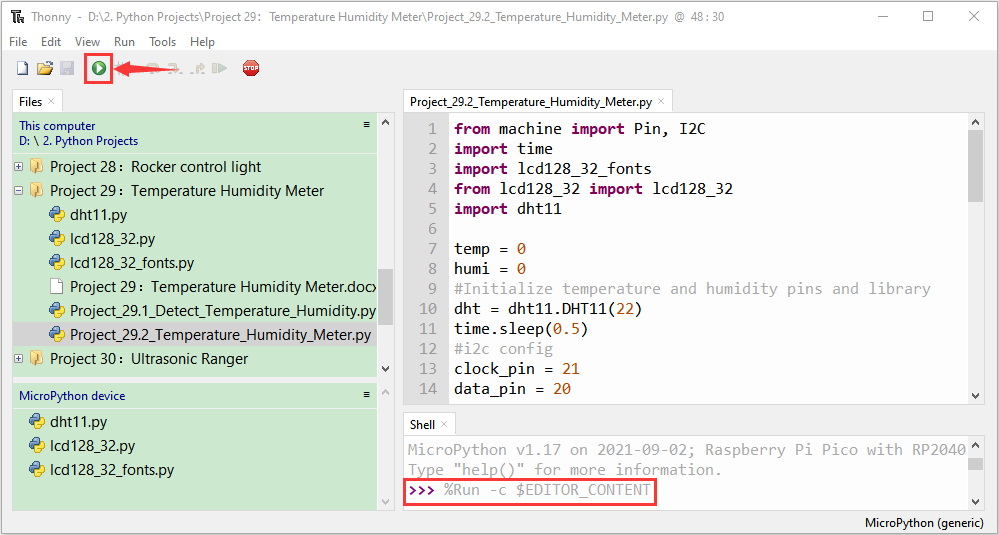 Thonny - D:\2. Python Projects\Project 29：Temperature Humidity Meter\Project_29.2_Temperature_Humidity_Meter.py @ 48 : 30
File Edit View Run Tools Help
STOP
Files
This computer
D: \ 2. Python Projects
Project 28：Rocker control light
Project 29：Temperature Humidity Meter
dht11.py
lcd128_32.py
lcd128_32_fonts.py
Project 29：Temperature Humidity Meter.docx
Project_29.1_Detect_Temperature_Humidity.py
Project_29.2_Temperature_Humidity_Meter.py
Project 30：Ultrasonic Ranger
MicroPython device
dht11.py
lcd128_32.py
lcd128_32_fonts.py
Project_29.2_Temperature_Humidity_Meter.py
1 from machine import Pin, I2C
2 import time
3 import lcd128_32_fonts
4 from lcd128_32 import lcd128_32
5 import dht11
6
7 temp = 0
8 humi = 0
9 #Initialize temperature and humidity pins and library
10 dht = dht11.DHT11(22)
11 time.sleep(0.5)
12 #i2c config
13 clock_pin = 21
14 data_pin = 20
Shell
MicroPython v1.17 on 2021-09-02; Raspberry Pi Pico with RP2040
Type "help()" for more information.
>>> %Run -c $EDITOR_CONTENT
MicroPython (generic)